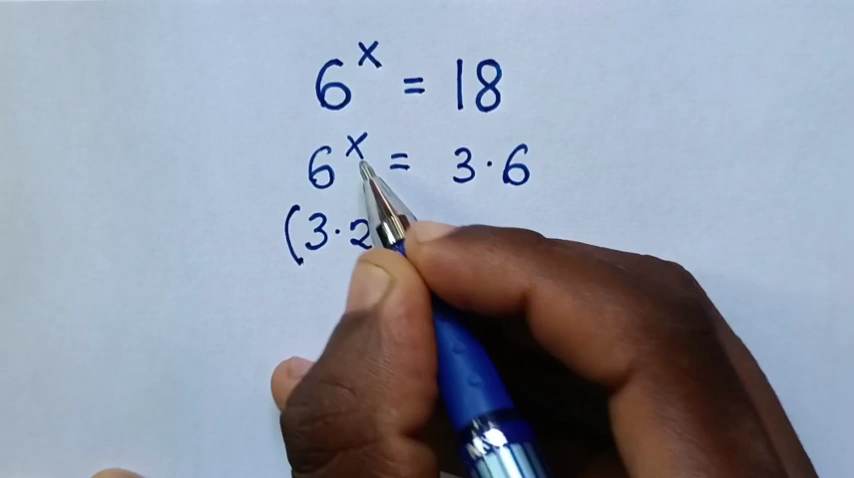 6^x = 18
6^x = 3·6
(3·2